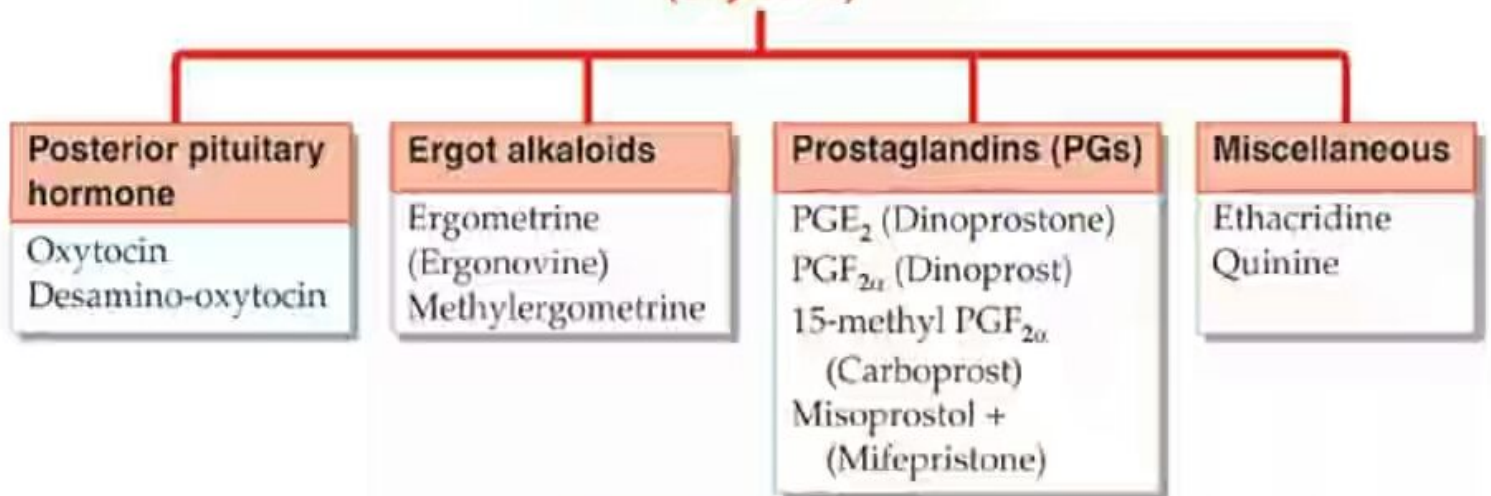 Posterior pituitary
hormone
Oxytocin
Desamino-oxytocin
Ergot alkaloids
Ergometrine
(Ergonovine)
Methylergometrine
Prostaglandins (PGs)
PGE₂ (Dinoprostone)
PGF₂α (Dinoprost)
15-methyl PGF₂α
(Carboprost)
Misoprostol +
(Mifepristone)
Miscellaneous
Ethacridine
Quinine